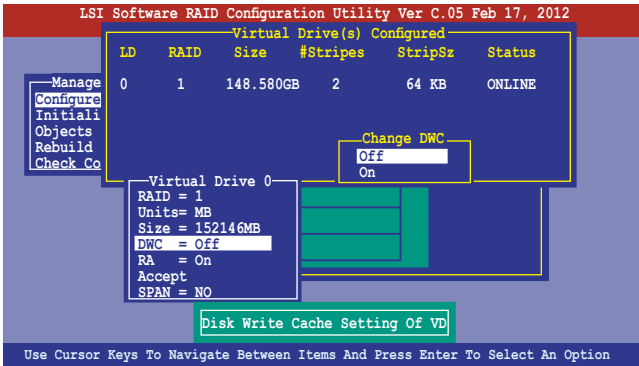 LSI Software RAID Configuration Utility Ver C.05 Feb 17, 2012
Virtual Drive(s) Configured
LD RAID Size #Stripes StripSz Status
0 1 148.580GB 2 64 KB ONLINE
Manage
Configure
Initiali
Objects
Rebuild
Check Co
Change DWC
Off
On
Virtual Drive 0
RAID = 1
Units= MB
Size = 152146MB
DWC = Off
RA = On
Accept
SPAN = NO
Disk Write Cache Setting Of VD
Use Cursor Keys To Navigate Between Items And Press Enter To Select An Option